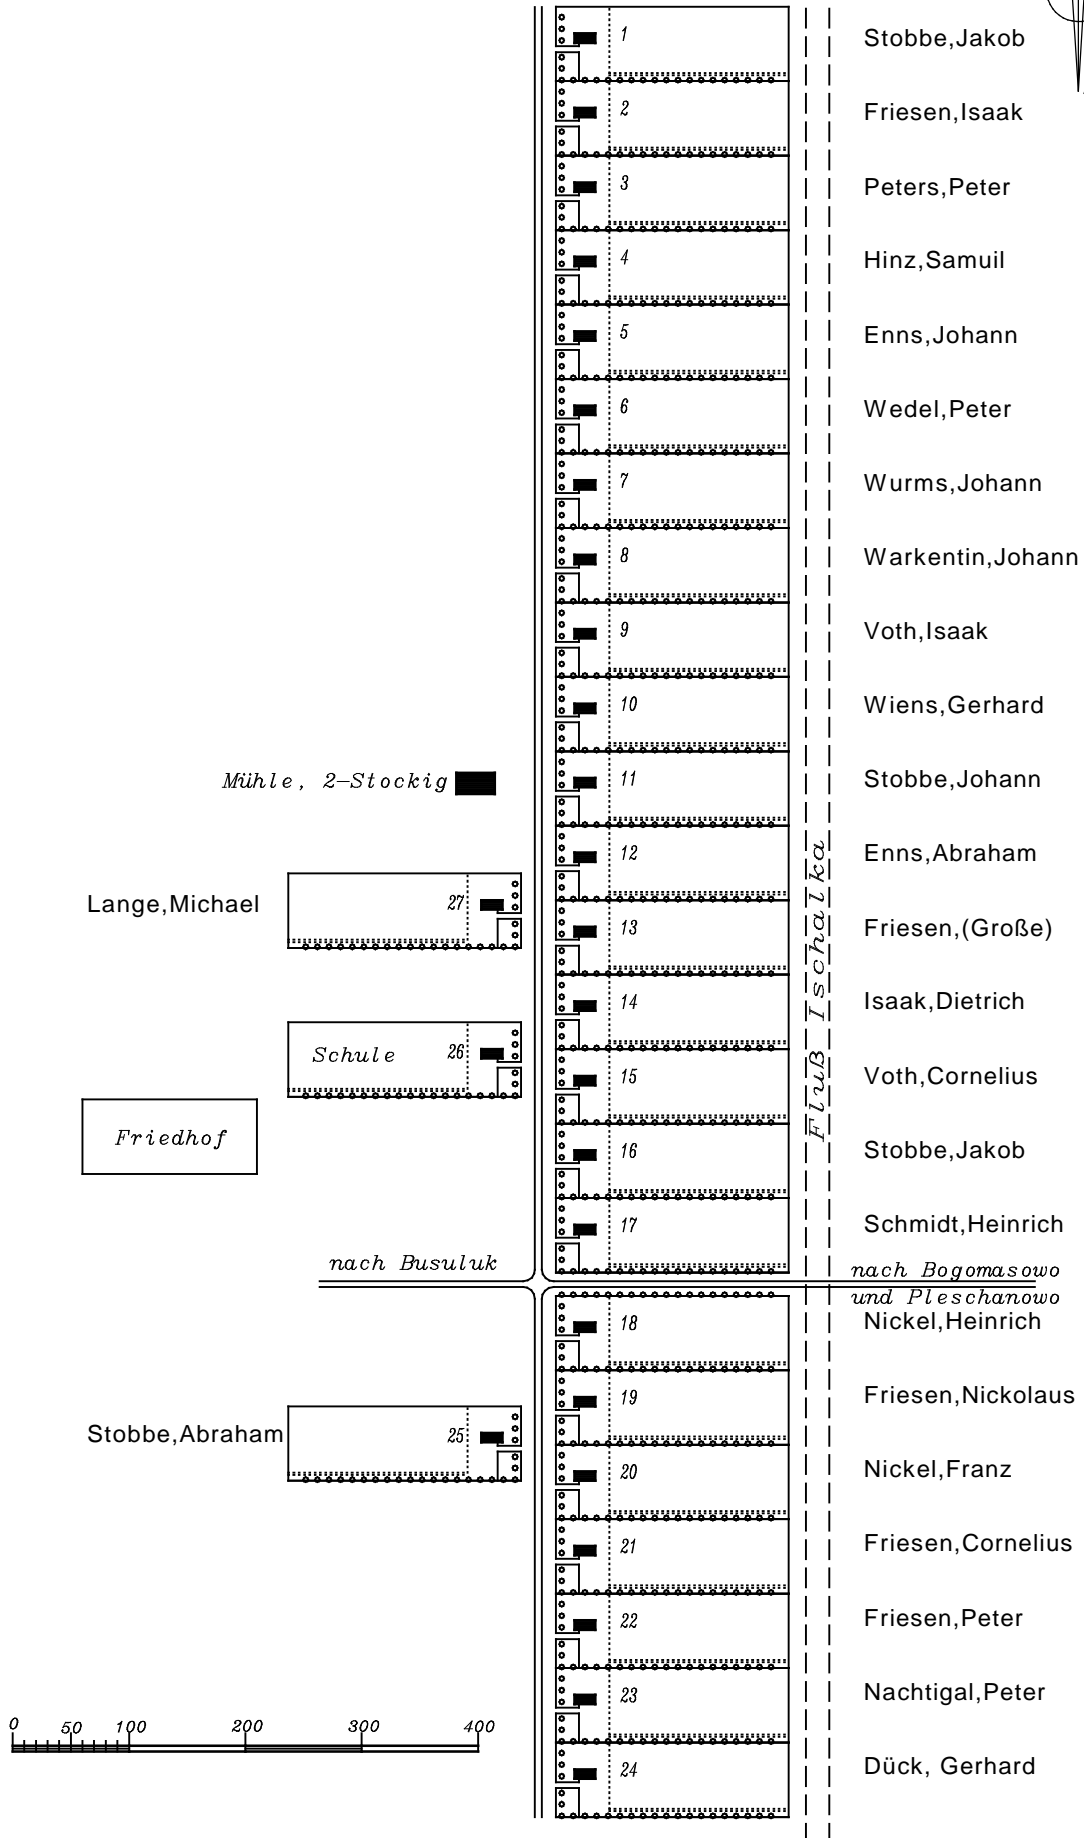 1 Stobbe,Jakob
2 Friesen,Isaak
3 Peters,Peter
4 Hinz,Samuil
5 Enns,Johann
6 Wedel,Peter
7 Wurms,Johann
8 Warkentin,Johann
9 Voth,Isaak
10 Wiens,Gerhard
Mühle, 2-Stockig
11 Stobbe,Johann
12 Enns,Abraham
Lange,Michael 27
13 Friesen,(Große)
14 Isaak,Dietrich
Fluß Ischalka
Schule 26
15 Voth,Cornelius
Friedhof
16 Stobbe,Jakob
17 Schmidt,Heinrich
nach Busuluk
nach Bogomasowo
und Pleschanowo
18 Nickel,Heinrich
19 Friesen,Nickolaus
Stobbe,Abraham 25
20 Nickel,Franz
21 Friesen,Cornelius
22 Friesen,Peter
23 Nachtigal,Peter
0 50 100 200 300 400
24 Dück, Gerhard